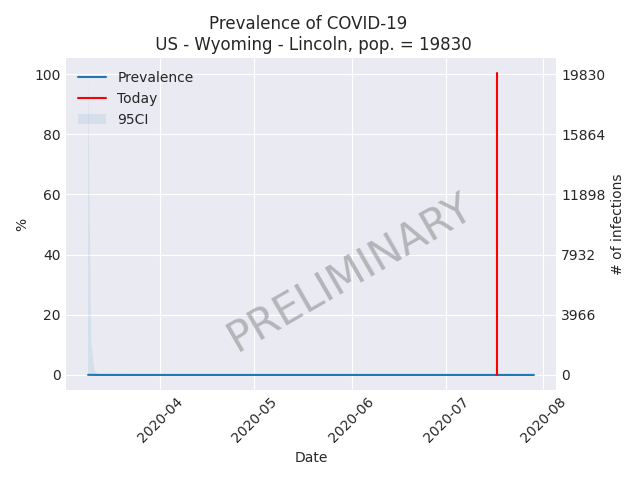 Prevalence of COVID-19
US - Wyoming - Lincoln, pop. = 19830
Prevalence
Today
95CI
100
80
60
40
20
0
%
19830
15864
11898
7932
3966
0
# of infections
PRELIMINARY
2020-04
2020-05
2020-06
2020-07
2020-08
Date